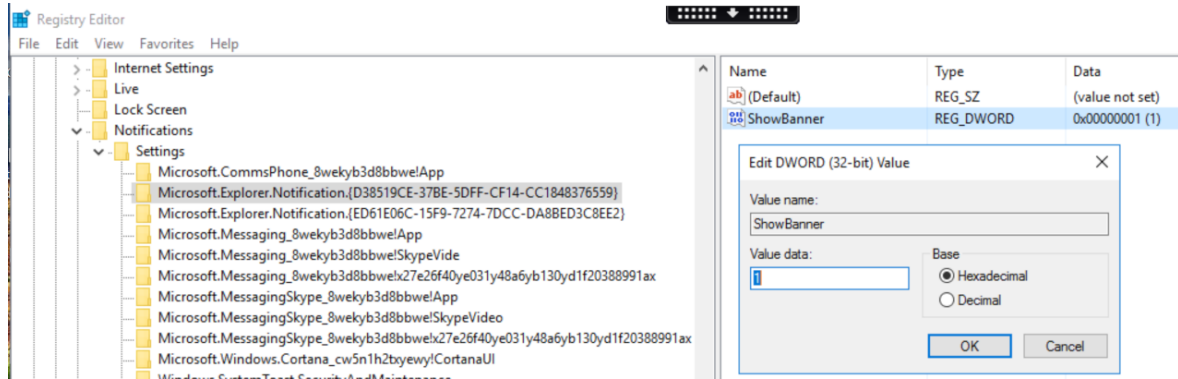 Registry Editor
File Edit View Favorites Help
Internet Settings
Live
Lock Screen
Notifications
Settings
Microsoft.CommsPhone_8wekyb3d8bbwe!App
Microsoft.Explorer.Notification.{D38519CE-37BE-5DFF-CF14-CC1848376559}
Microsoft.Explorer.Notification.{ED61E06C-15F9-7274-7DCC-DA8BED3C8EE2}
Microsoft.Messaging_8wekyb3d8bbwe!App
Microsoft.Messaging_8wekyb3d8bbwe!SkypeVide
Microsoft.Messaging_8wekyb3d8bbwe!x27e26f40ye031y48a6yb130yd1f20388991ax
Microsoft.MessagingSkype_8wekyb3d8bbwe!App
Microsoft.MessagingSkype_8wekyb3d8bbwe!SkypeVideo
Microsoft.MessagingSkype_8wekyb3d8bbwe!x27e26f40ye031y48a6yb130yd1f20388991ax
Microsoft.Windows.Cortana_cw5n1h2txyewy!CortanaUI
Windows.SystemToast.SecurityAndMaintenance
Name Type Data
ab (Default) REG_SZ (value not set)
ShowBanner REG_DWORD 0x00000001 (1)
Edit DWORD (32-bit) Value
Value name:
ShowBanner
Value data:
1
Base
Hexadecimal
Decimal
OK Cancel